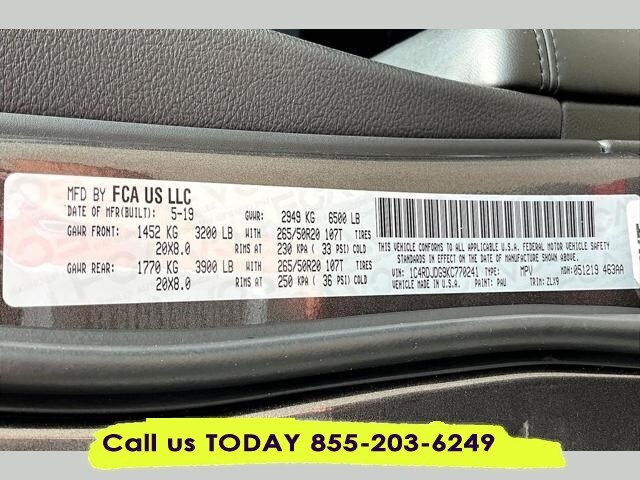 MFD BY FCA US LLC
DATE OF MFR(BUILT): 5-19 GVWR: 2949 KG 6500 LB
GAWR FRONT: 1452 KG 3200 LB WITH 265/50R20 107T TIRES
20X8.0 RIMS AT 230 KPA ( 33 PSI) COLD
GAWR REAR: 1770 KG 3900 LB WITH 265/50R20 107T TIRES
20X8.0 RIMS AT 250 KPA ( 36 PSI) COLD
THIS VEHICLE CONFORMS TO ALL APPLICABLE U.S.A. FEDERAL MOTOR VEHICLE SAFETY,
BUMPER, AND THEFT PREVENTION STANDARDS IN EFFECT
ON THE DATE OF MANUFACTURE SHOWN ABOVE.
VIN: 1C4RDJDG9KC770241 TYPE: MPV MDH:051219 463AA
VEHICLE MADE IN U.S.A. PAINT: PAU TRIM: ZLX9
Call us TODAY 855-203-6249